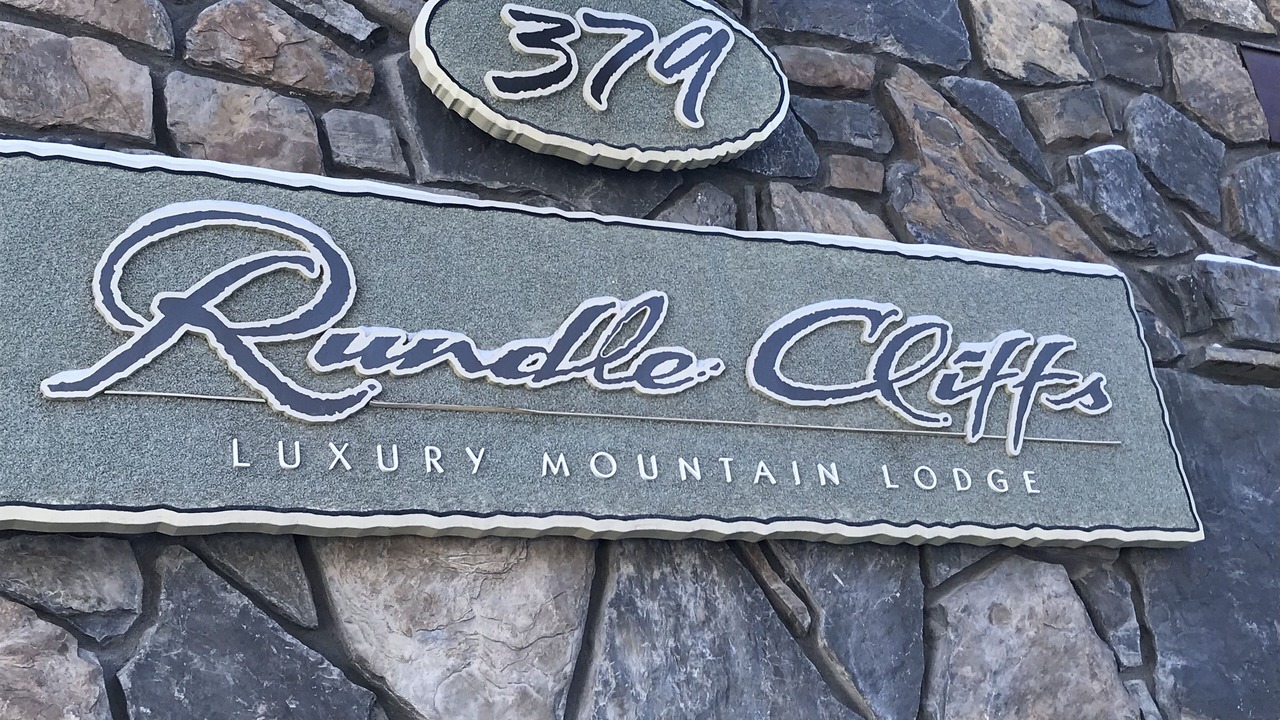 379
Rundle Cliffs
LUXURY MOUNTAIN LODGE